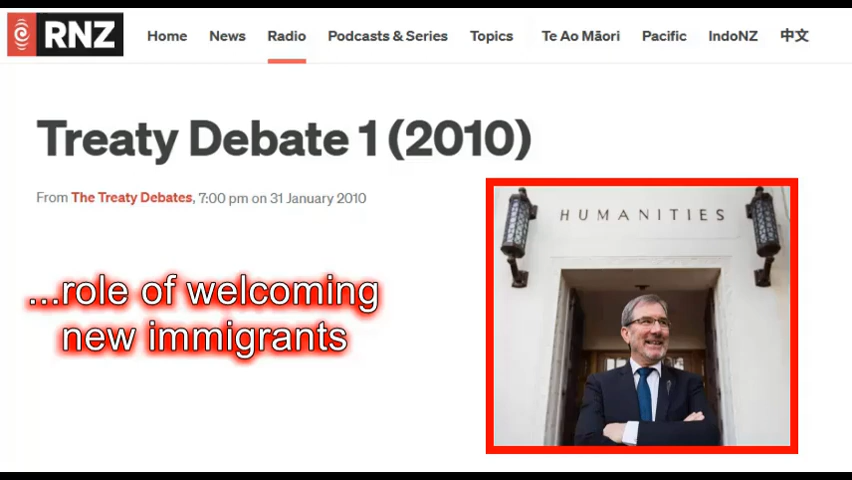 RNZ Home News Radio Podcasts & Series Topics Te Ao Māori Pacific IndoNZ 中文
Treaty Debate 1 (2010)
From The Treaty Debates, 7:00 pm on 31 January 2010
HUMANITIES
...role of welcoming
new immigrants